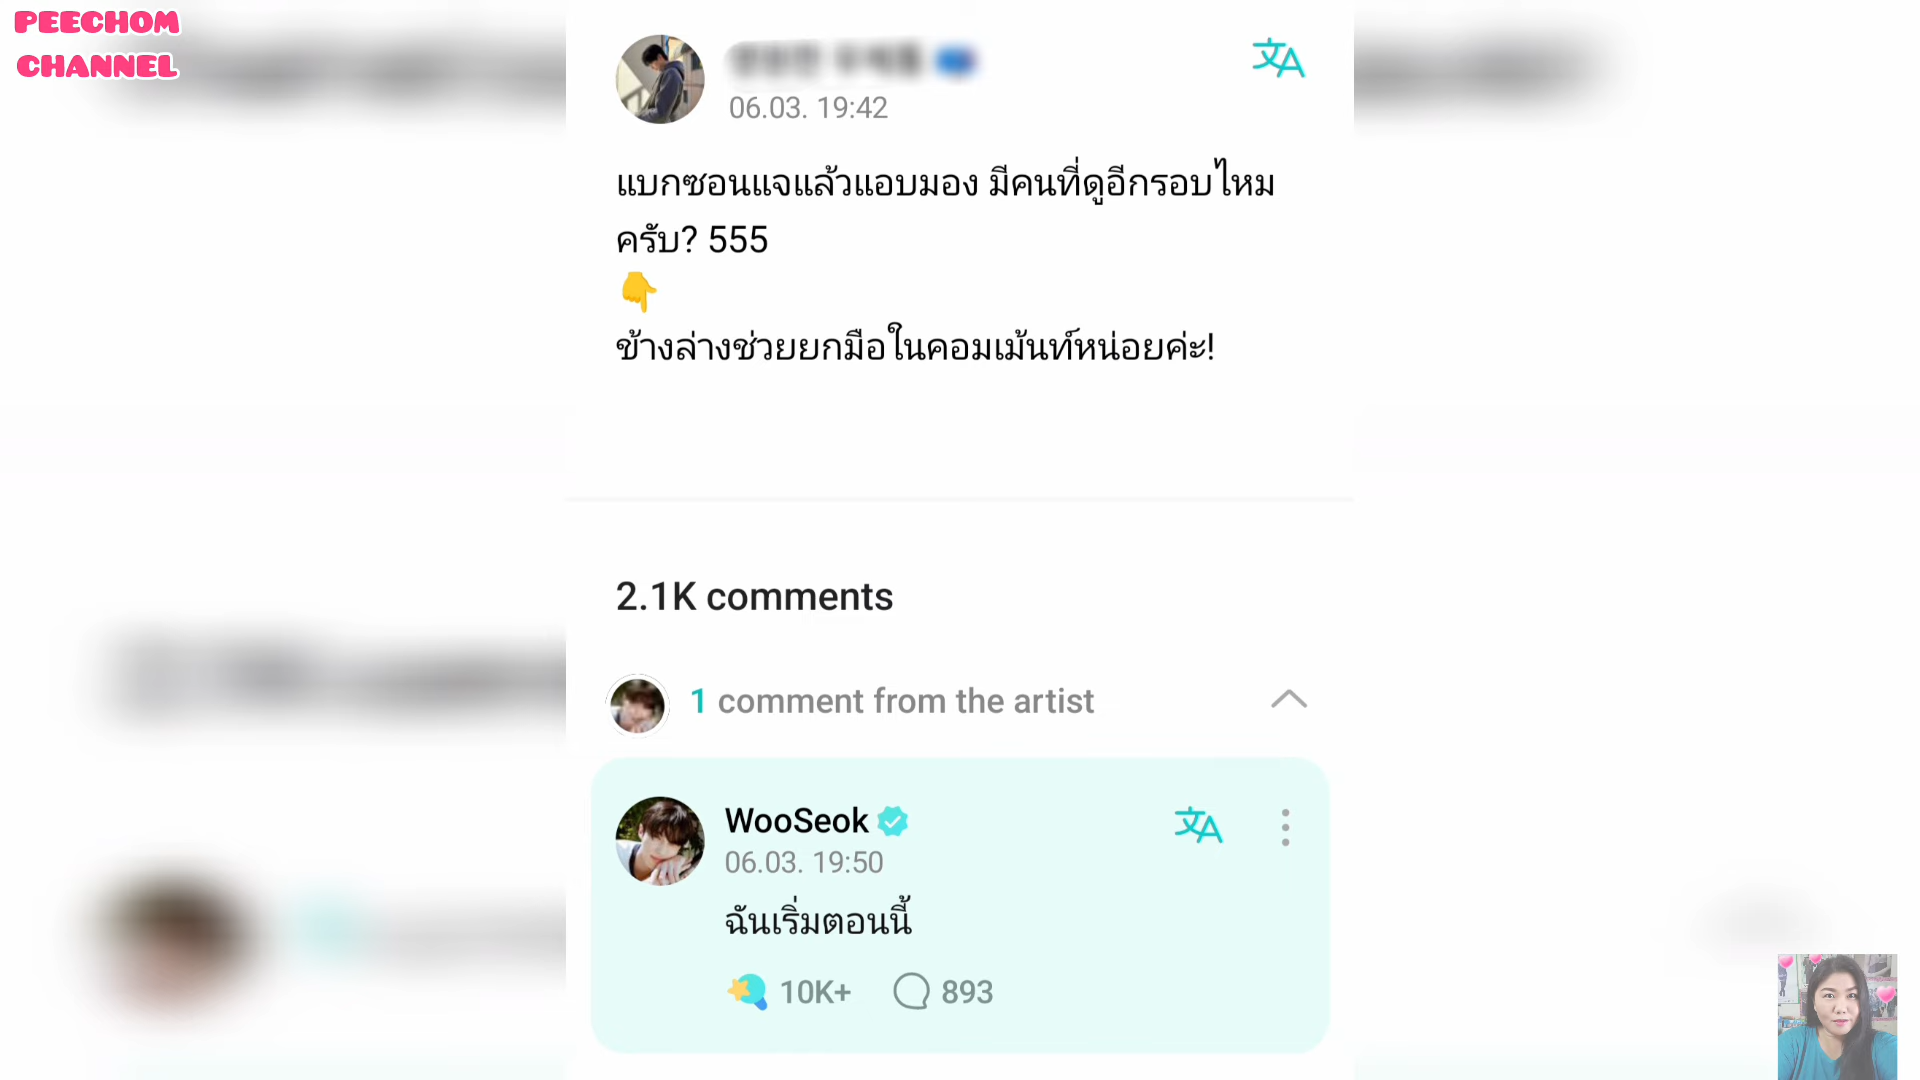 PEECHOM
CHANNEL
06.03. 19:42
แบกซอนแจแล้วแอบมอง มีคนที่ดูอีกรอบไหม
ครับ? 555
👇
ข้างล่างช่วยยกมือในคอมเม้นท์หน่อยค่ะ!
2.1K comments
1 comment from the artist
WooSeok
06.03. 19:50
ฉันเริ่มตอนนี้
10K+ 893